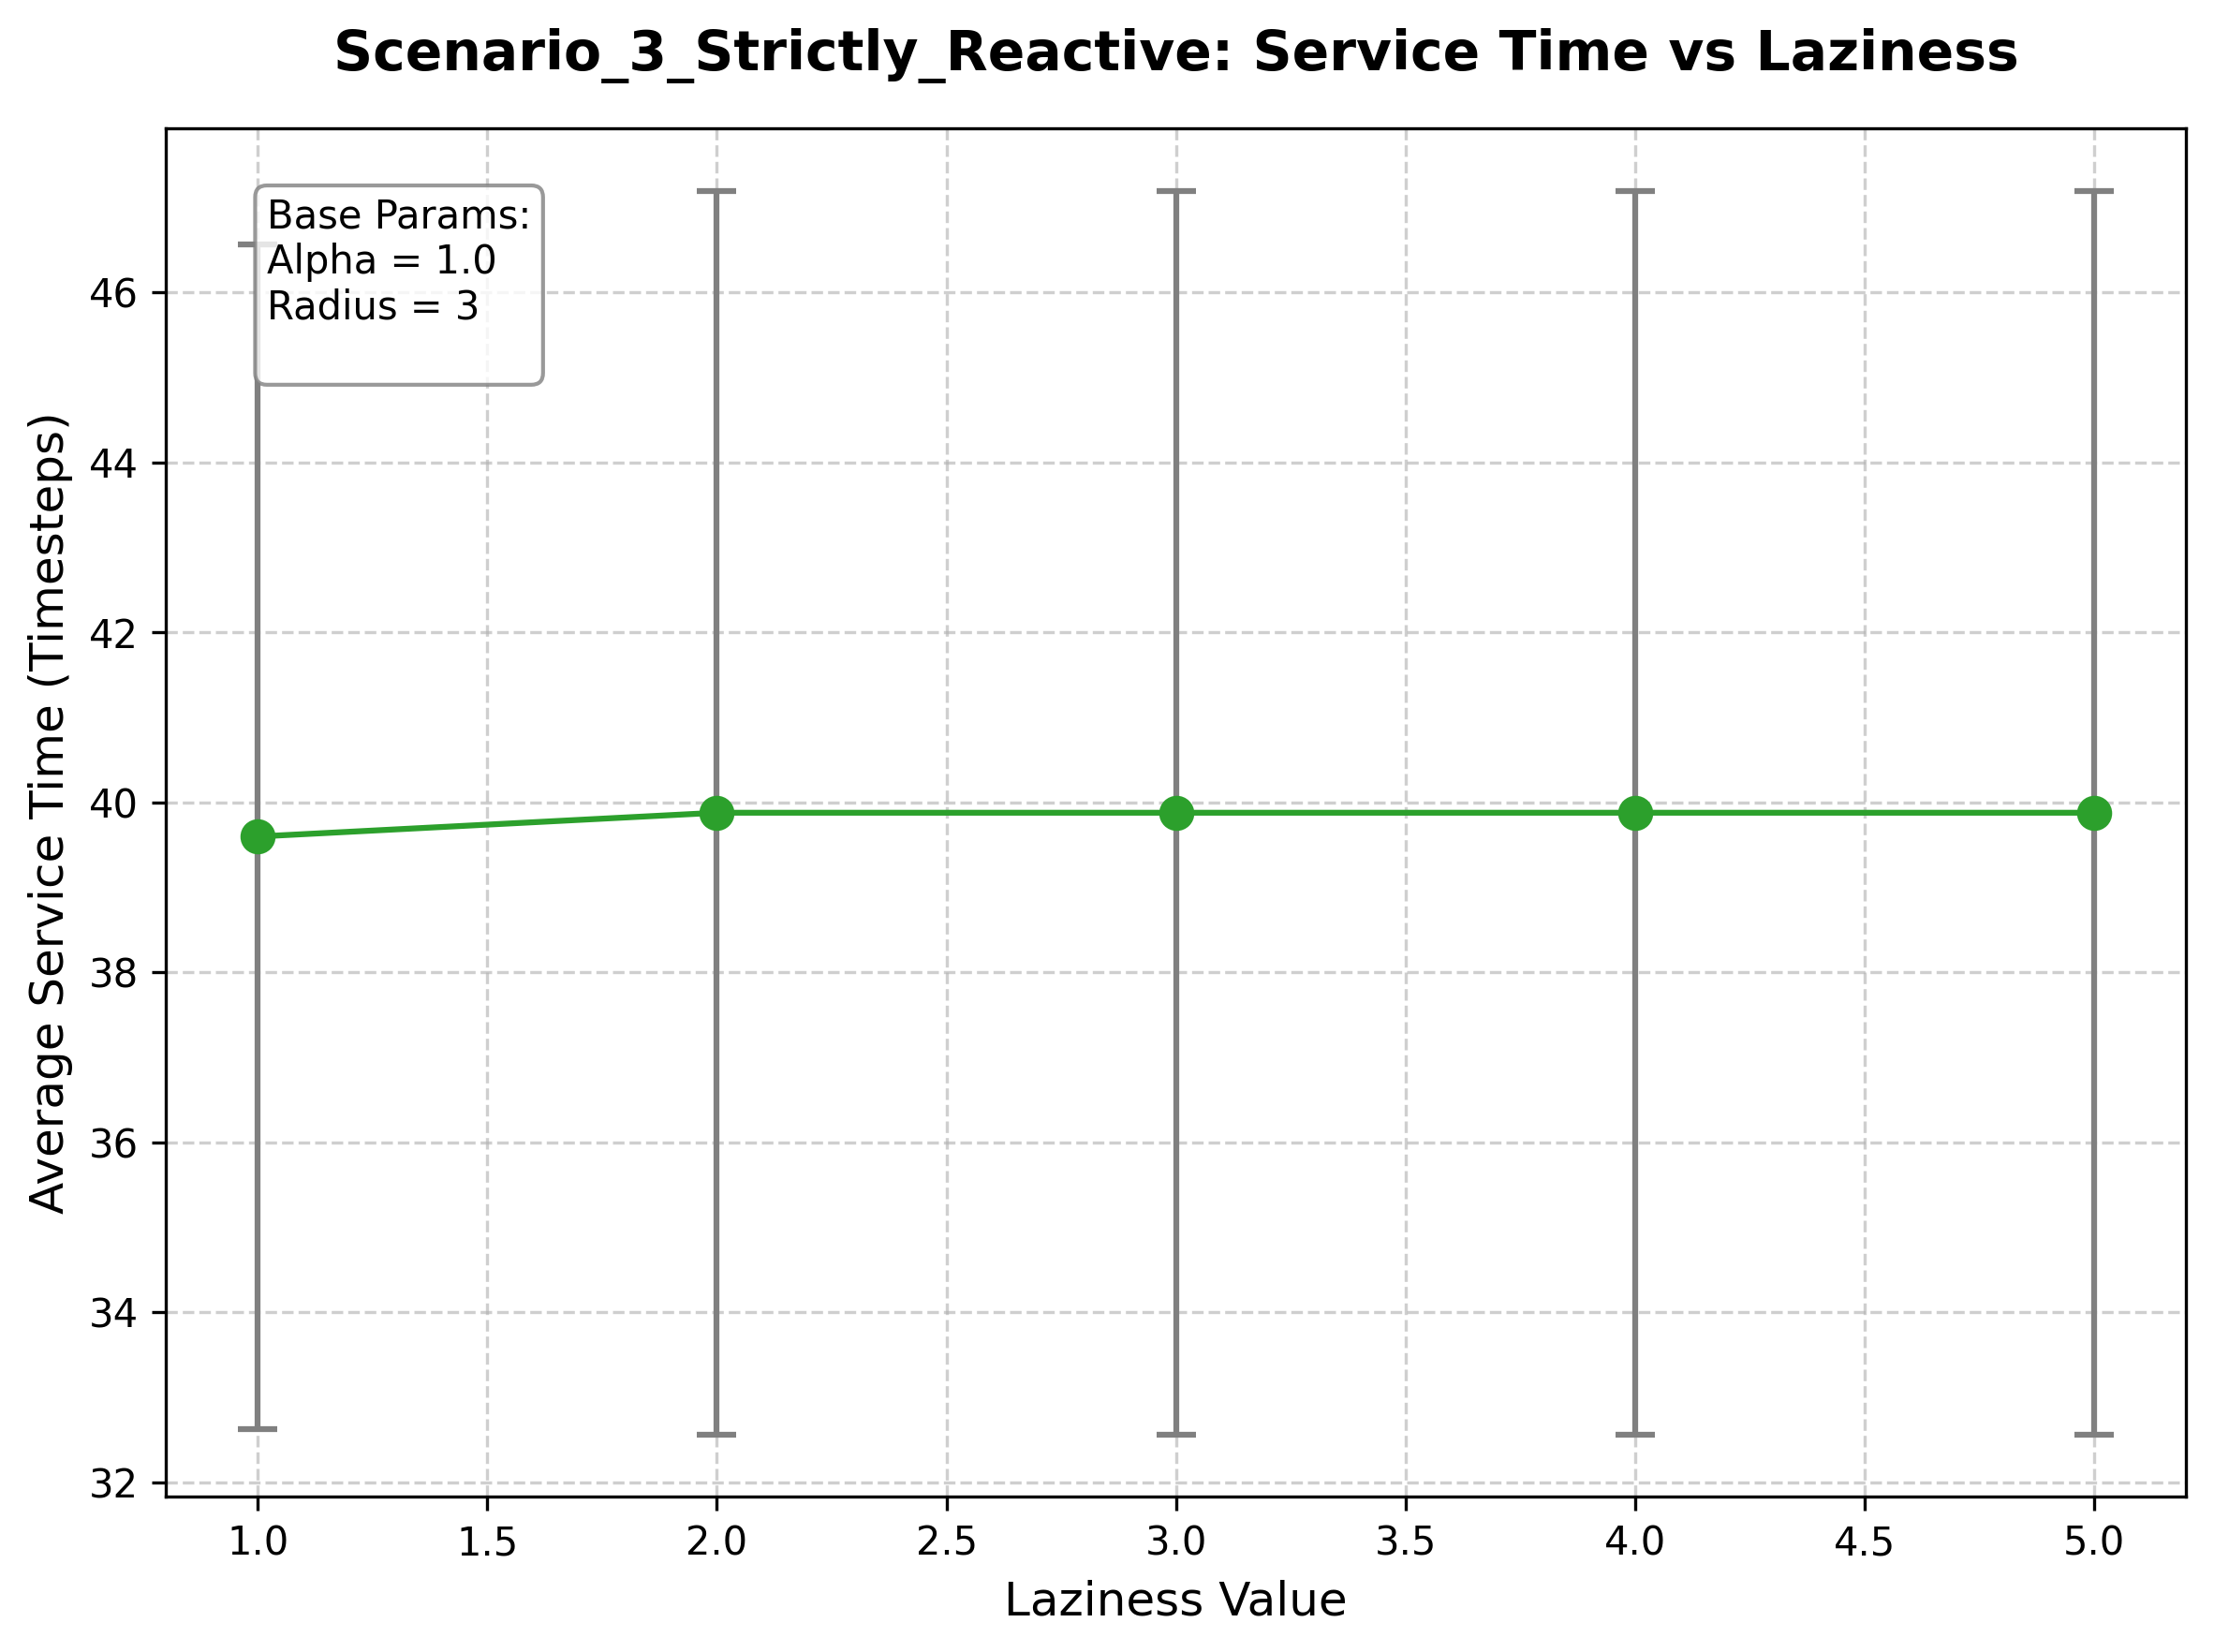 Scenario_3_Strictly_Reactive: Service Time vs Laziness
Base Params:
Alpha = 1.0
Radius = 3
Average Service Time (Timesteps)
46
44
42
40
38
36
34
32
1.0 1.5 2.0 2.5 3.0 3.5 4.0 4.5 5.0
Laziness Value